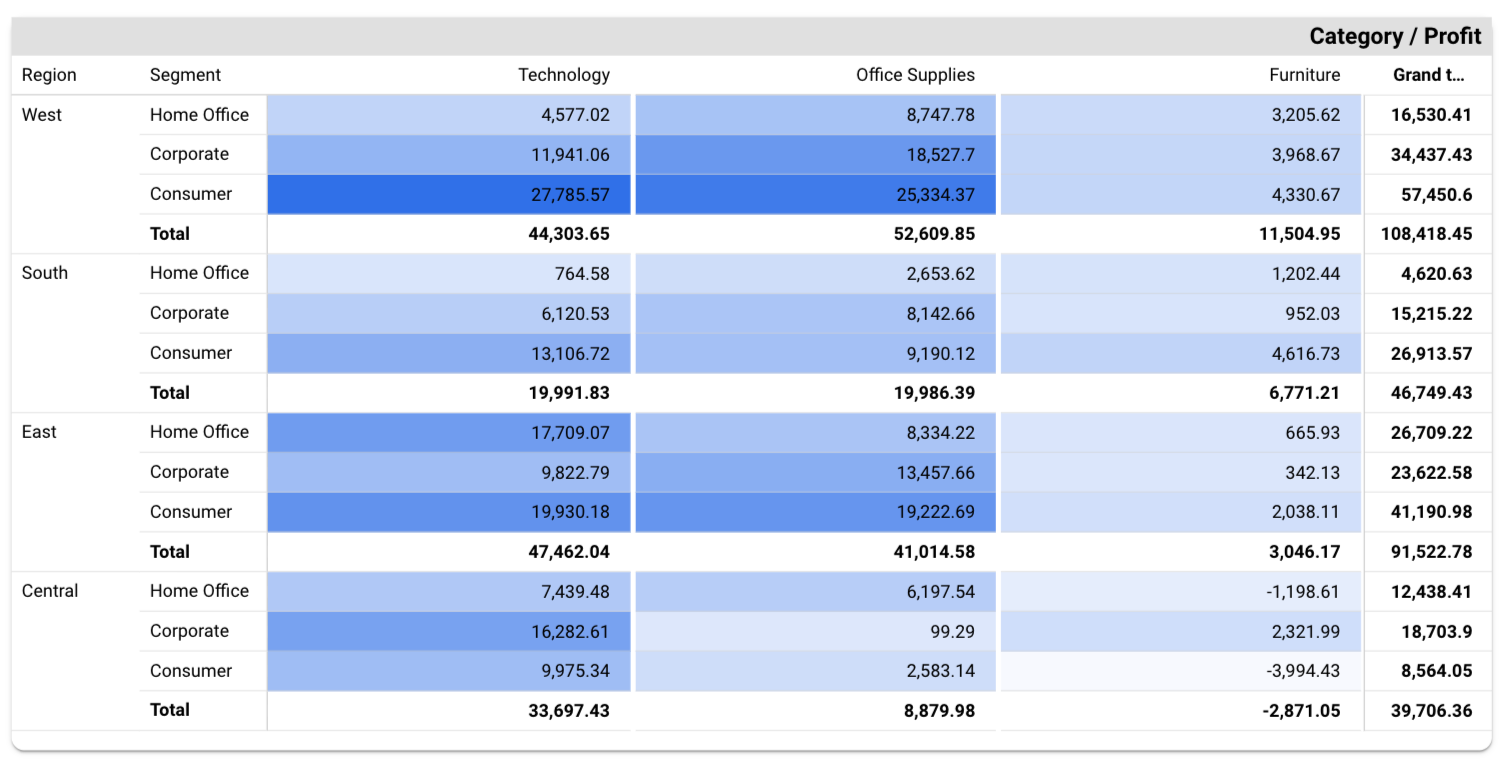 Category / Profit
Region Segment Technology Office Supplies Furniture Grand t...
West Home Office 4,577.02 8,747.78 3,205.62 16,530.41
Corporate 11,941.06 18,527.7 3,968.67 34,437.43
Consumer 27,785.57 25,334.37 4,330.67 57,450.6
Total 44,303.65 52,609.85 11,504.95 108,418.45
South Home Office 764.58 2,653.62 1,202.44 4,620.63
Corporate 6,120.53 8,142.66 952.03 15,215.22
Consumer 13,106.72 9,190.12 4,616.73 26,913.57
Total 19,991.83 19,986.39 6,771.21 46,749.43
East Home Office 17,709.07 8,334.22 665.93 26,709.22
Corporate 9,822.79 13,457.66 342.13 23,622.58
Consumer 19,930.18 19,222.69 2,038.11 41,190.98
Total 47,462.04 41,014.58 3,046.17 91,522.78
Central Home Office 7,439.48 6,197.54 -1,198.61 12,438.41
Corporate 16,282.61 99.29 2,321.99 18,703.9
Consumer 9,975.34 2,583.14 -3,994.43 8,564.05
Total 33,697.43 8,879.98 -2,871.05 39,706.36